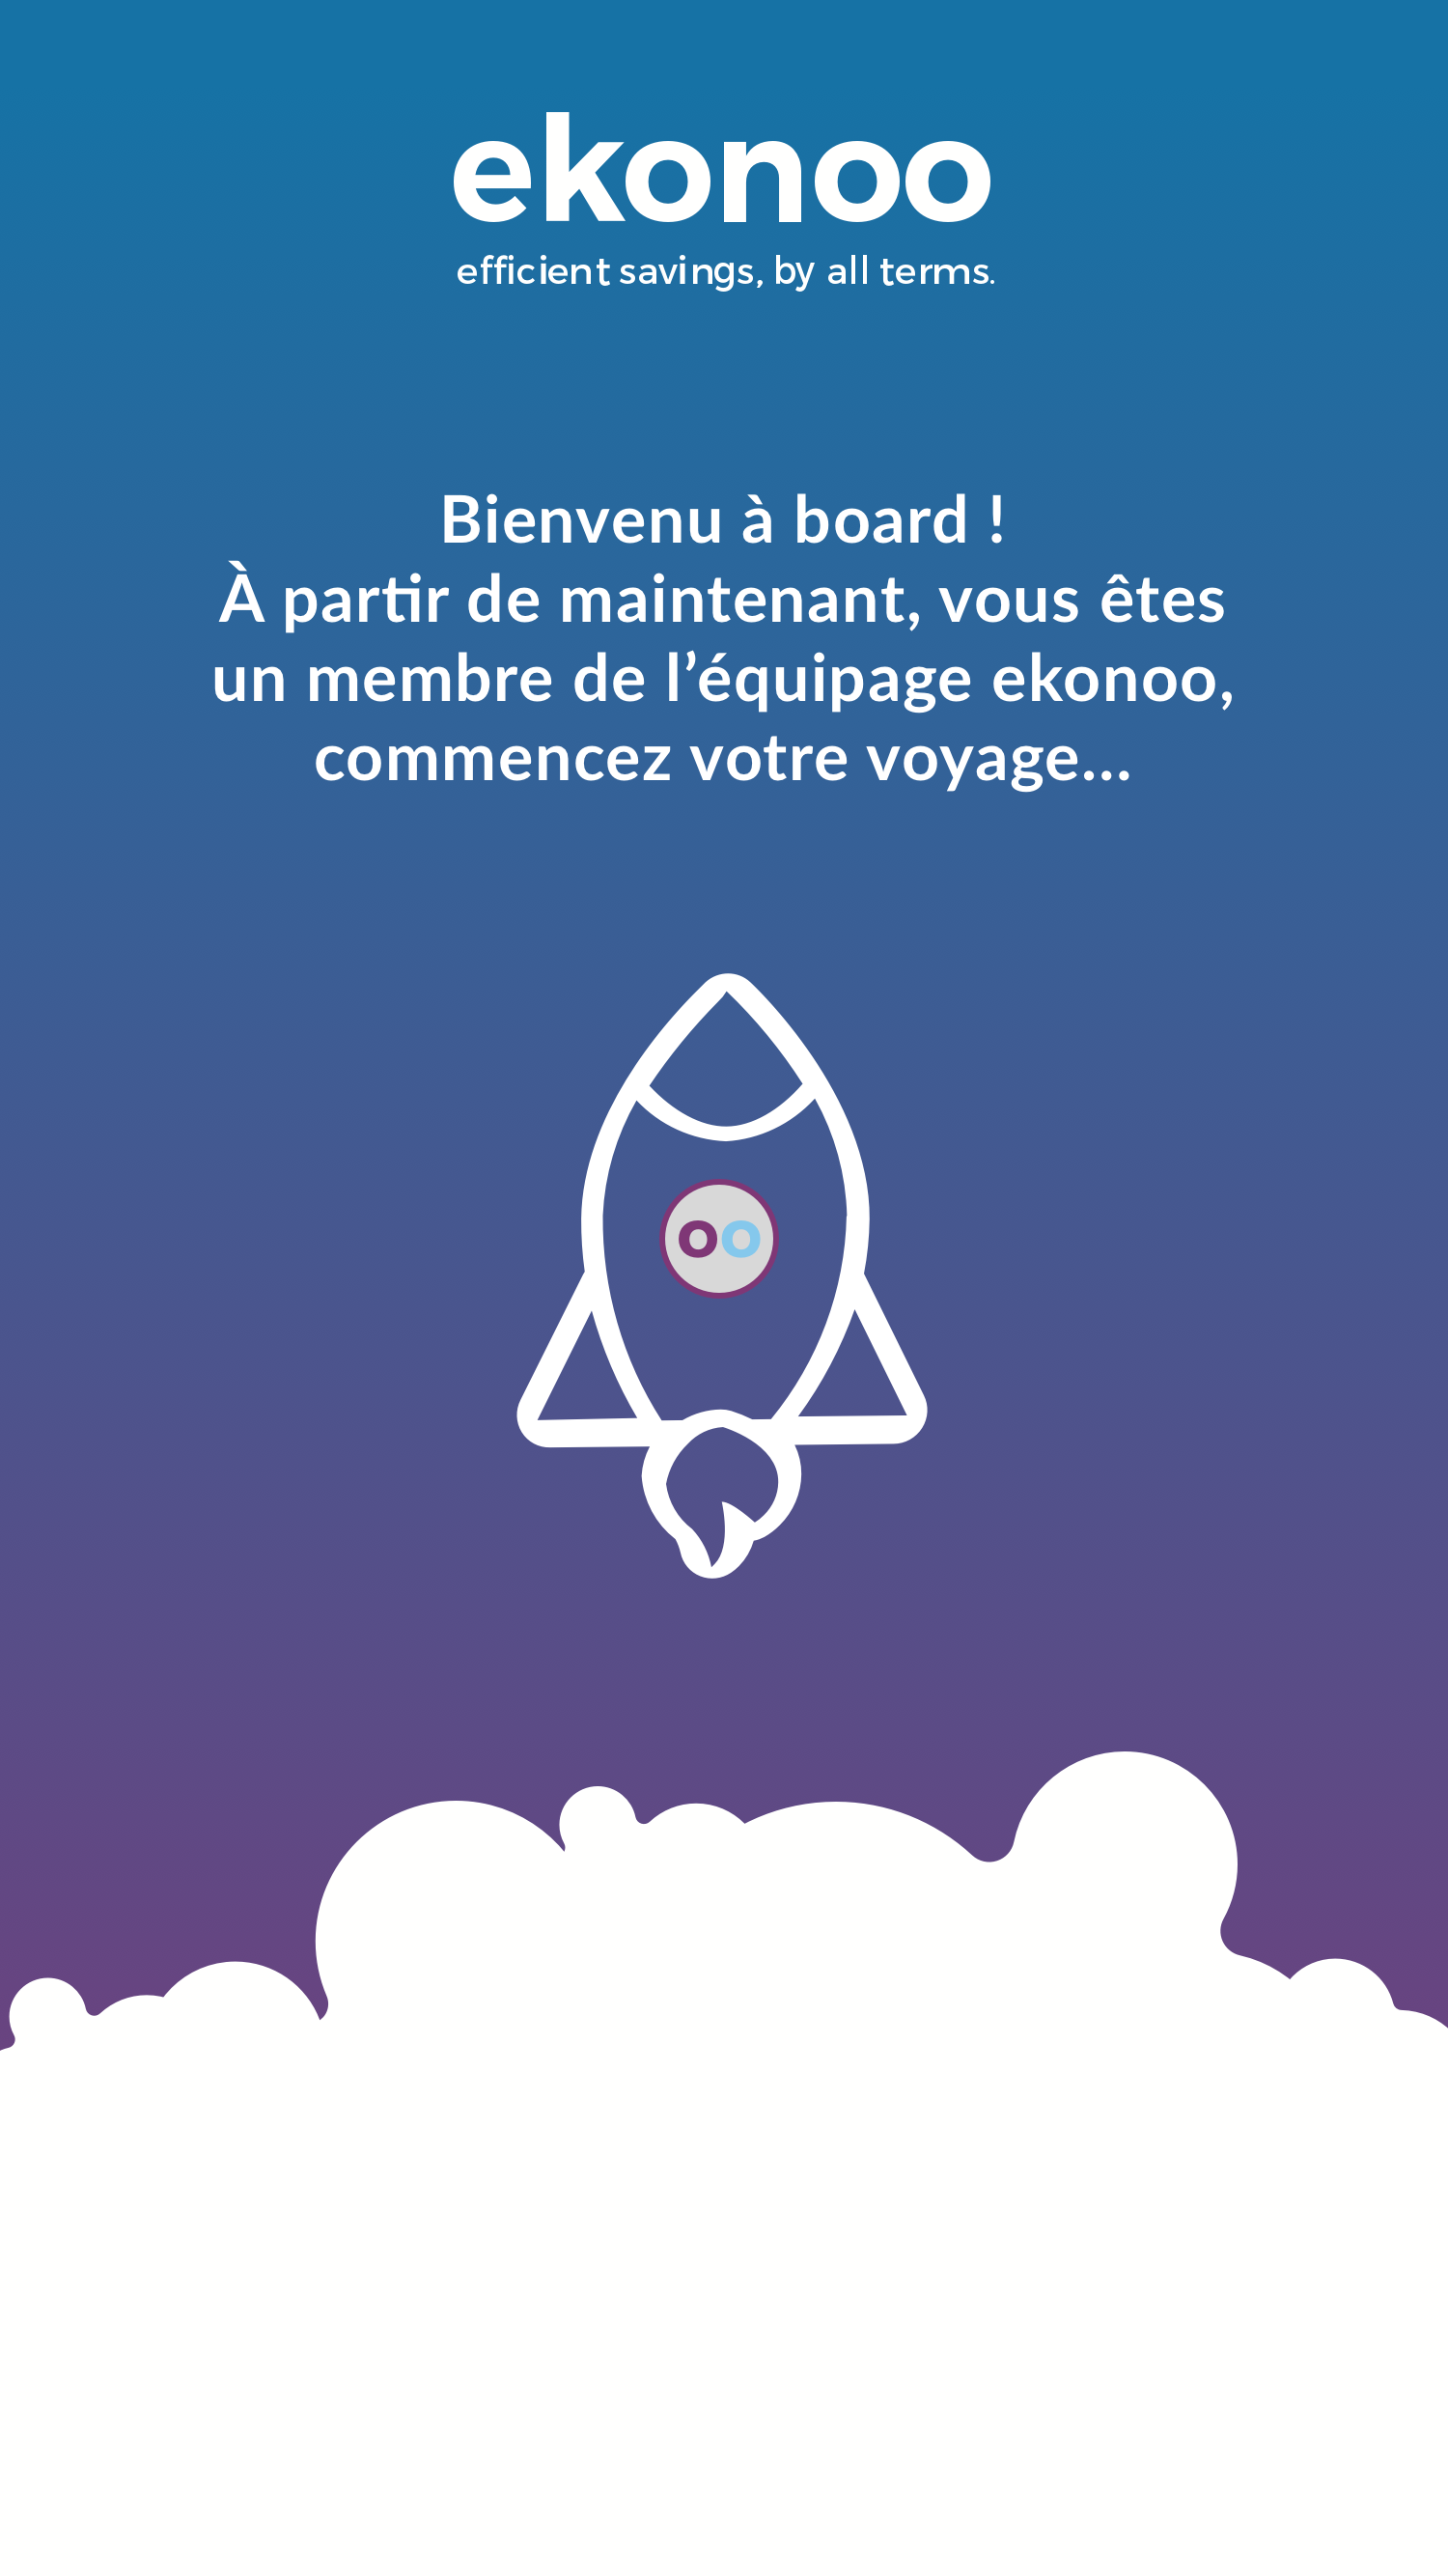 ekonoo
efficient savings, by all terms.
Bienvenu à board !
À partir de maintenant, vous êtes
un membre de l’équipage ekonoo,
commencez votre voyage...
oo